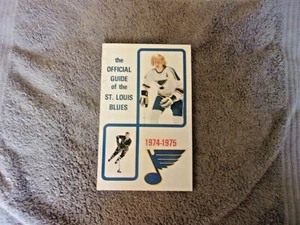 the
OFFICIAL
GUIDE
of the
ST. LOUIS
BLUES
1974-1975